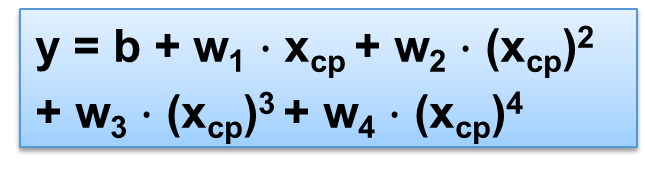 y = b + w₁ · x_cp + w₂ · (x_cp)²
+ w₃ · (x_cp)³ + w₄ · (x_cp)⁴